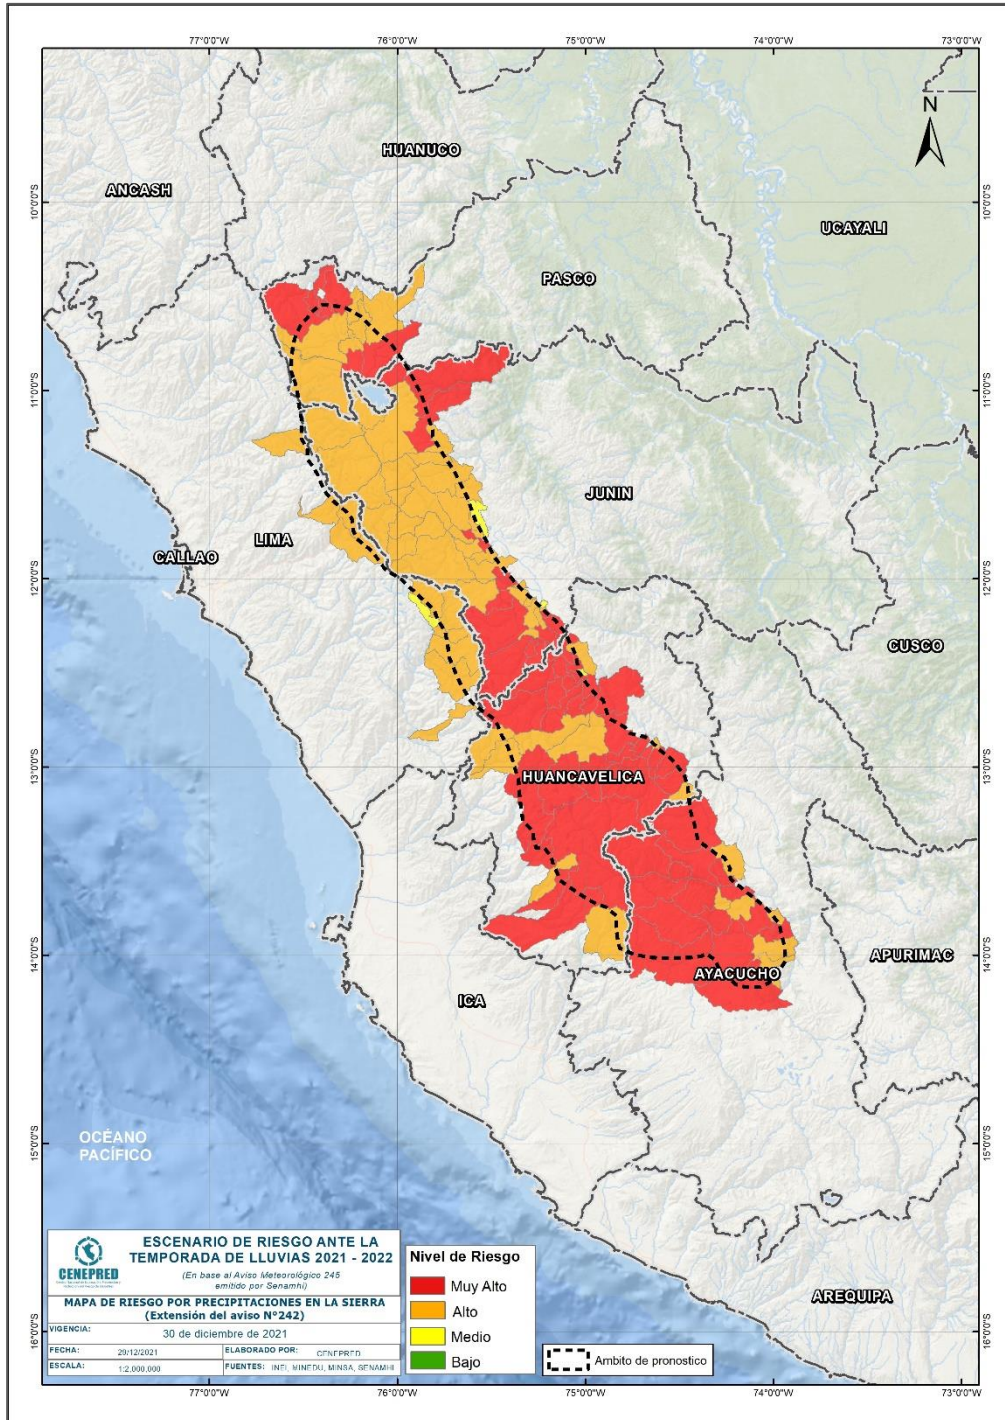 77°0'0"O
76°0'0"O
75°0'0"O
74°0'0"O
73°0'0"O
N
HUANUCO
ANCASH
10°0'0"S
10°0'0"S
UCAYALI
PASCO
11°0'0"S
11°0'0"S
JUNIN
LIMA
CALLAO
12°0'0"S
12°0'0"S
CUSCO
13°0'0"S
13°0'0"S
HUANCAVELICA
14°0'0"S
14°0'0"S
APURIMAC
AYACUCHO
ICA
OCÉANO
PACÍFICO
15°0'0"S
15°0'0"S
AREQUIPA
16°0'0"S
16°0'0"S
CENEPRED
ESCENARIO DE RIESGO ANTE LA
TEMPORADA DE LLUVIAS 2021 - 2022
(En base al Aviso Meteorológico 245
emitido por Senamhi)
MAPA DE RIESGO POR PRECIPITACIONES EN LA SIERRA
(Extensión del aviso N°242)
VIGENCIA: 30 de diciembre de 2021
FECHA: 29/12/2021 ELABORADO POR: CENEPRED
ESCALA: 1:2,000,000 FUENTES: INEI, MINEDU, MINSA, SENAMHI
Nivel de Riesgo
Muy Alto
Alto
Medio
Bajo
Ambito de pronostico
77°0'0"O
76°0'0"O
75°0'0"O
74°0'0"O
73°0'0"O